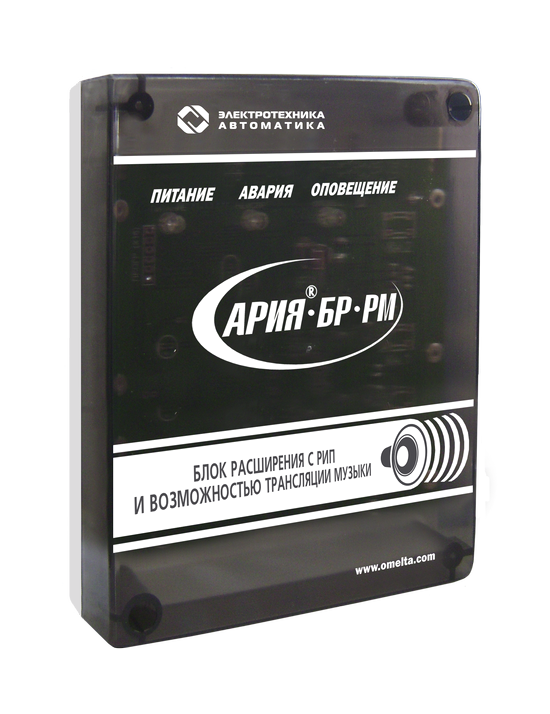 ЭЛЕКТРОТЕХНИКА
АВТОМАТИКА
ПИТАНИЕ АВАРИЯ ОПОВЕЩЕНИЕ
АРИЯ®·БР·РМ
БЛОК РАСШИРЕНИЯ С РИП
И ВОЗМОЖНОСТЬЮ ТРАНСЛЯЦИИ МУЗЫКИ
www.omelta.com